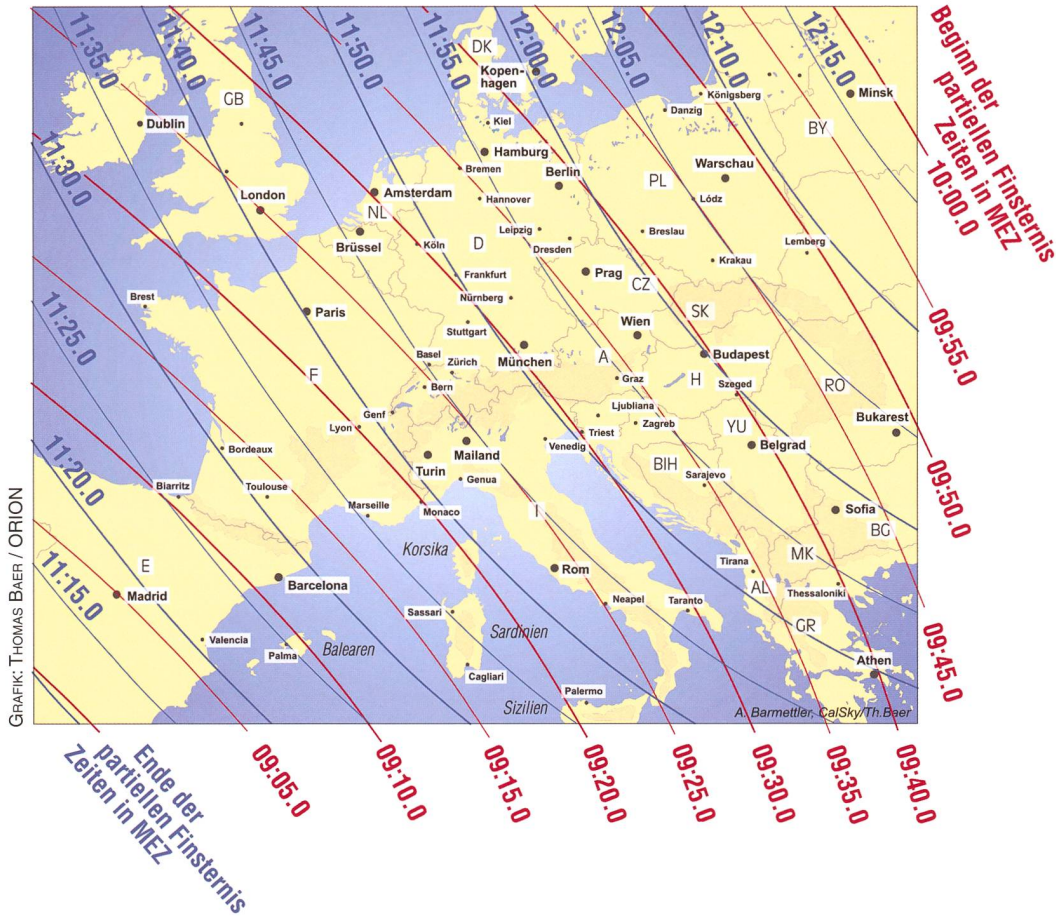 11:35.0
11:40.0
11:45.0
11:50.0
11:55.0
12:00.0
12:05.0
12:10.0
12:15.0
11:30.0
11:25.0
11:20.0
11:15.0
Beginn der
partiellen Finsternis
Zeiten in MEZ
10:00.0
09:55.0
09:50.0
09:45.0
09:40.0
09:35.0
09:30.0
09:25.0
09:20.0
09:15.0
09:10.0
09:05.0
Ende der
partiellen Finsternis
Zeiten in MEZ
DK
Kopen-
hagen
Königsberg
Minsk
GB
Danzig
Dublin
Kiel
BY
Hamburg
Bremen
Berlin
Warschau
PL
London
Amsterdam
Hannover
Lódz
NL
Brüssel
Köln
D
Leipzig
Dresden
Breslau
Lemberg
Krakau
Frankfurt
Prag
CZ
Brest
Paris
Nürnberg
SK
Stuttgart
Wien
München
Budapest
Basel
Zürich
A
F
Bern
Graz
H
Szeged
RO
Genf
Ljubliana
Lyon
Zagreb
Bukarest
Triest
YU
Venedig
Belgrad
Bordeaux
Mailand
Turin
BIH
Genua
Sarajevo
Biarritz
Toulouse
Marseille
Monaco
I
Sofia
BG
Korsika
MK
Tirana
E
Rom
Barcelona
AL
Thessaloniki
Madrid
Sassari
Neapel
Taranto
GR
Sardinien
Valencia
Palma
Balearen
Athen
Cagliari
Palermo
Sizilien
A. Barmettler, CalSky/Th.Baer
GRAFIK: THOMAS BAER / ORION